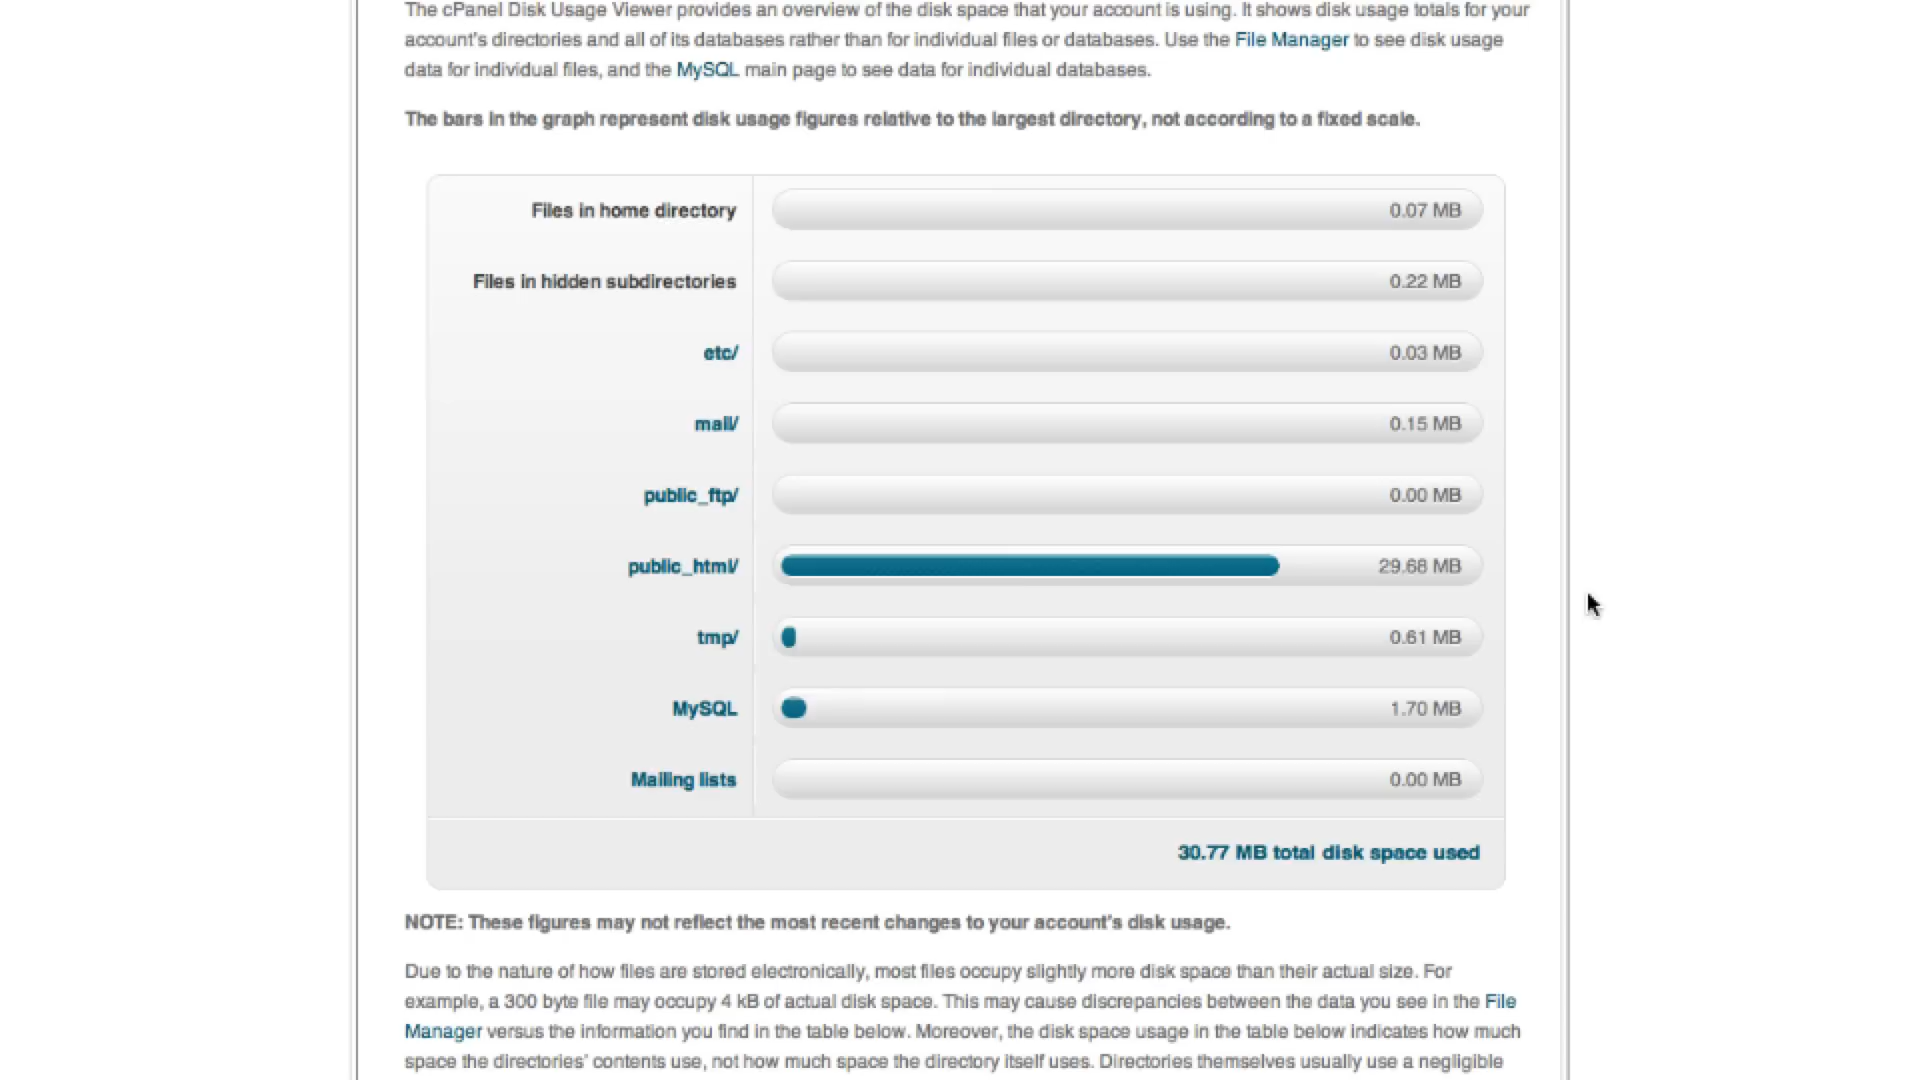 The cPanel Disk Usage Viewer provides an overview of the disk space that your account is using. It shows disk usage totals for your
account's directories and all of its databases rather than for individual files or databases. Use the File Manager to see disk usage
data for individual files, and the MySQL main page to see data for individual databases.
The bars in the graph represent disk usage figures relative to the largest directory, not according to a fixed scale.
Files in home directory 0.07 MB
Files in hidden subdirectories 0.22 MB
etc/ 0.03 MB
mail/ 0.15 MB
public_ftp/ 0.00 MB
public_html/ 29.68 MB
tmp/ 0.61 MB
MySQL 1.70 MB
Mailing lists 0.00 MB
30.77 MB total disk space used
NOTE: These figures may not reflect the most recent changes to your account's disk usage.
Due to the nature of how files are stored electronically, most files occupy slightly more disk space than their actual size. For
example, a 300 byte file may occupy 4 kB of actual disk space. This may cause discrepancies between the data you see in the File
Manager versus the information you find in the table below. Moreover, the disk space usage in the table below indicates how much
space the directories' contents use, not how much space the directory itself uses. Directories themselves usually use a negligible